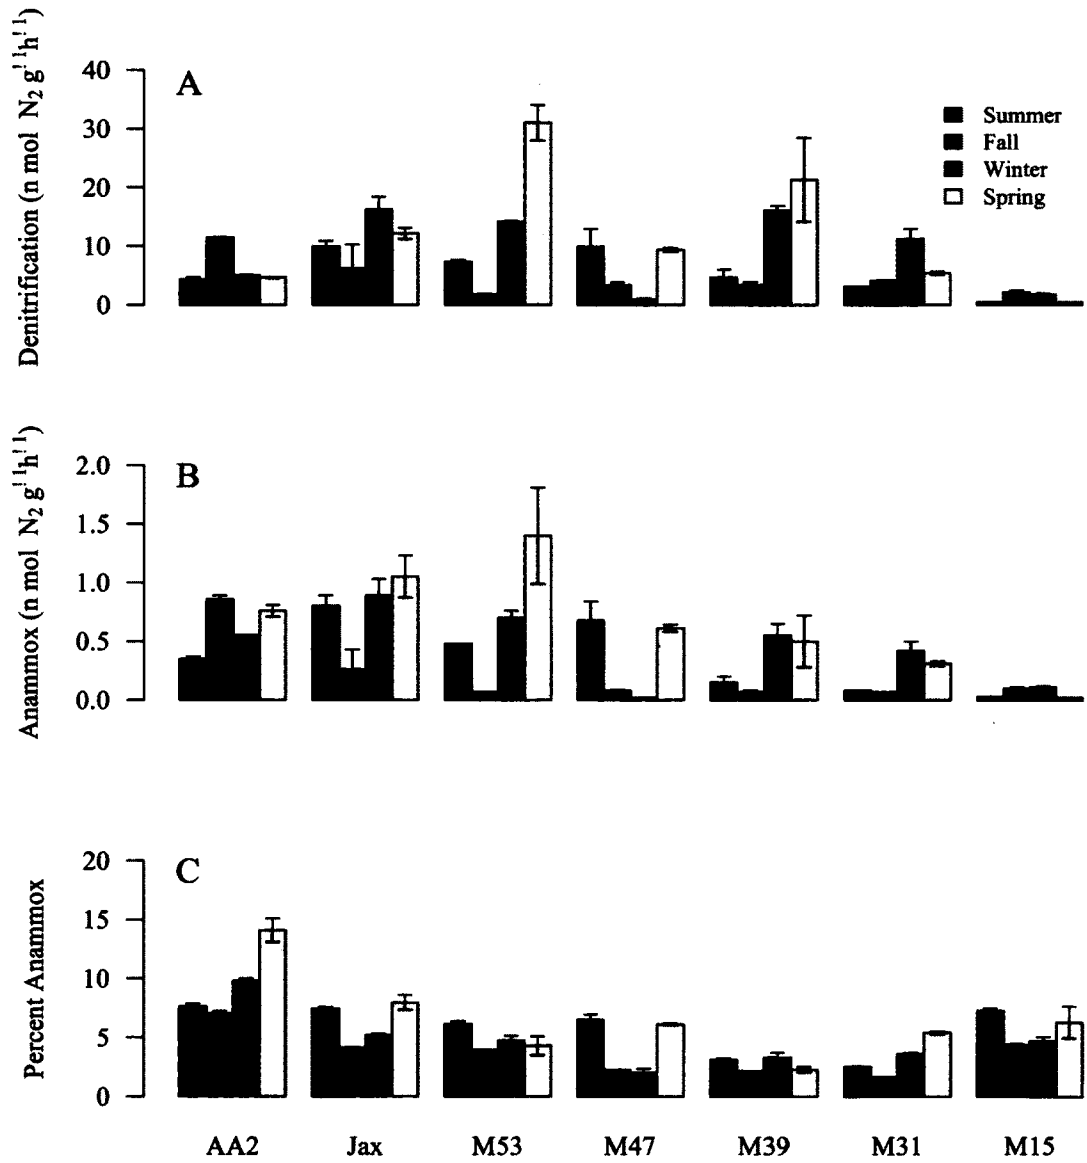 Denitrification (n mol N₂ g!¹h!¹)
40
30
20
10
0
A
Summer
Fall
Winter
Spring
Anammox (n mol N₂ g!¹h!¹)
2.0
1.5
1.0
0.5
0.0
B
Percent Anammox
20
15
10
5
0
C
AA2 Jax M53 M47 M39 M31 M15